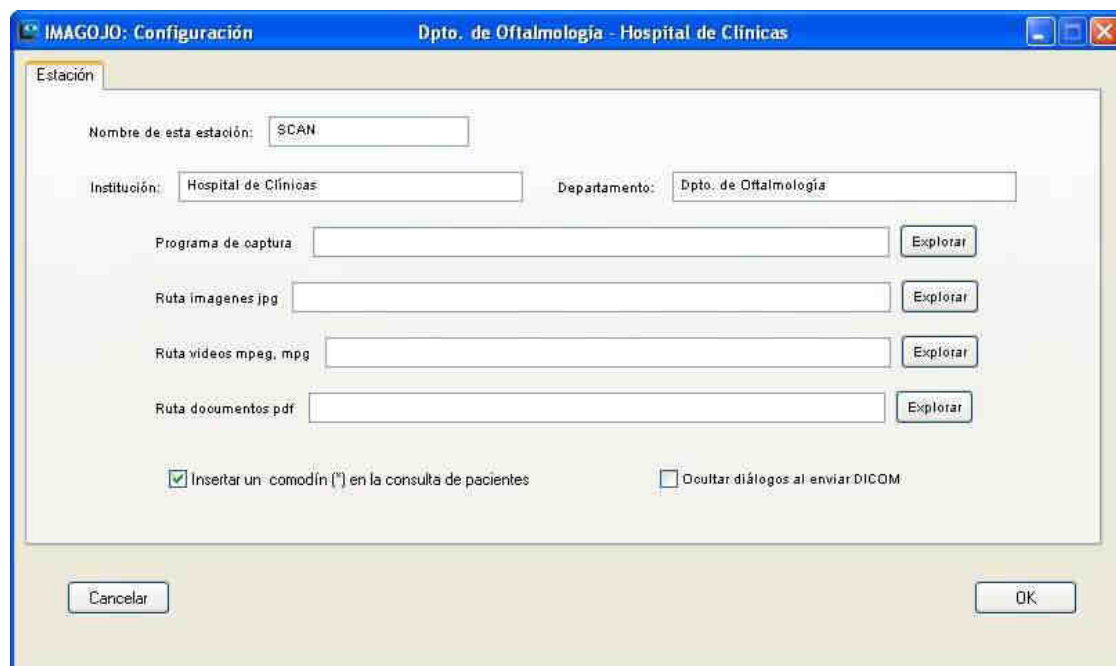 IMAGOJO: Configuración Dpto. de Oftalmología - Hospital de Clínicas
Estación
Nombre de esta estación: SCAN
Institución: Hospital de Clínicas Departamento: Dpto. de Oftalmología
Programa de captura Explorar
Ruta imagenes jpg Explorar
Ruta videos mpeg, mpg Explorar
Ruta documentos pdf Explorar
Insertar un comodín (*) en la consulta de pacientes Ocultar diálogos al enviar DICOM
Cancelar OK